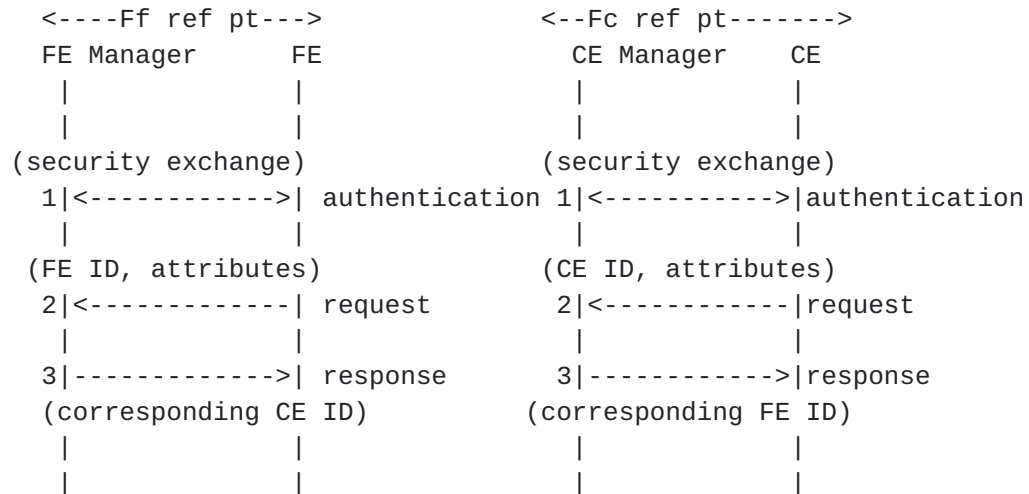 <----Ff ref pt---> <--Fc ref pt------->
FE Manager FE CE Manager CE
| | | |
| | | |
(security exchange) (security exchange)
1|<------------>| authentication 1|<----------->|authentication
| | | |
(FE ID, attributes) (CE ID, attributes)
2|<-------------| request 2|<------------|request
| | | |
3|------------->| response 3|------------>|response
(corresponding CE ID) (corresponding FE ID)
| | | |
| | | |